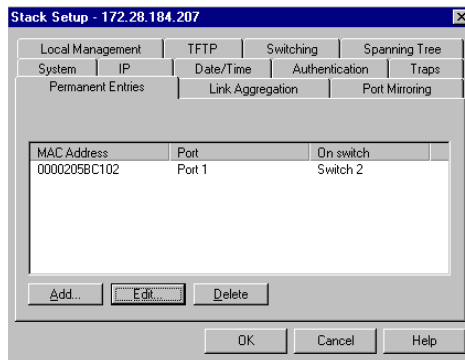 Stack Setup - 172.28.184.207
Local Management TFTP Switching Spanning Tree
System IP Date/Time Authentication Traps
Permanent Entries Link Aggregation Port Mirroring
MAC Address Port On switch
0000205BC102 Port 1 Switch 2
Add... Edit... Delete
OK Cancel Help